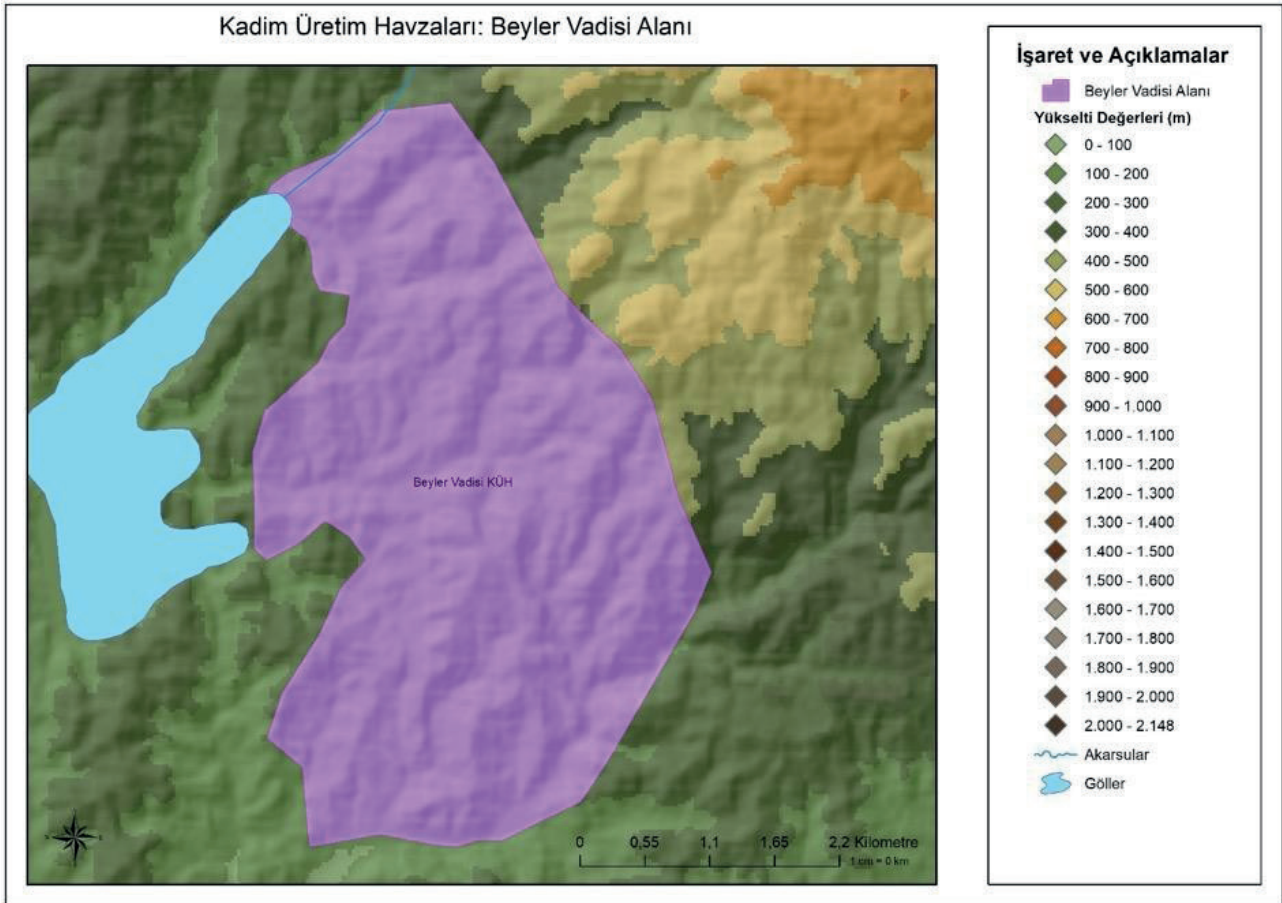 Kadim Üretim Havzaları: Beyler Vadisi Alanı
Beyler Vadisi KÜH
0 0,55 1,1 1,65 2,2 Kilometre
1 cm = 0 km
İşaret ve Açıklamalar
Beyler Vadisi Alanı
Yükselti Değerleri (m)
0 - 100
100 - 200
200 - 300
300 - 400
400 - 500
500 - 600
600 - 700
700 - 800
800 - 900
900 - 1.000
1.000 - 1.100
1.100 - 1.200
1.200 - 1.300
1.300 - 1.400
1.400 - 1.500
1.500 - 1.600
1.600 - 1.700
1.700 - 1.800
1.800 - 1.900
1.900 - 2.000
2.000 - 2.148
Akarsular
Göller